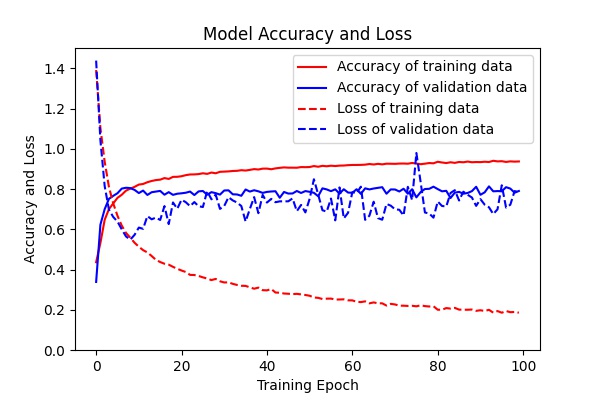 Model Accuracy and Loss
Accuracy of training data
Accuracy of validation data
Loss of training data
Loss of validation data
Accuracy and Loss
1.4
1.2
1.0
0.8
0.6
0.4
0.2
0.0
0 20 40 60 80 100
Training Epoch